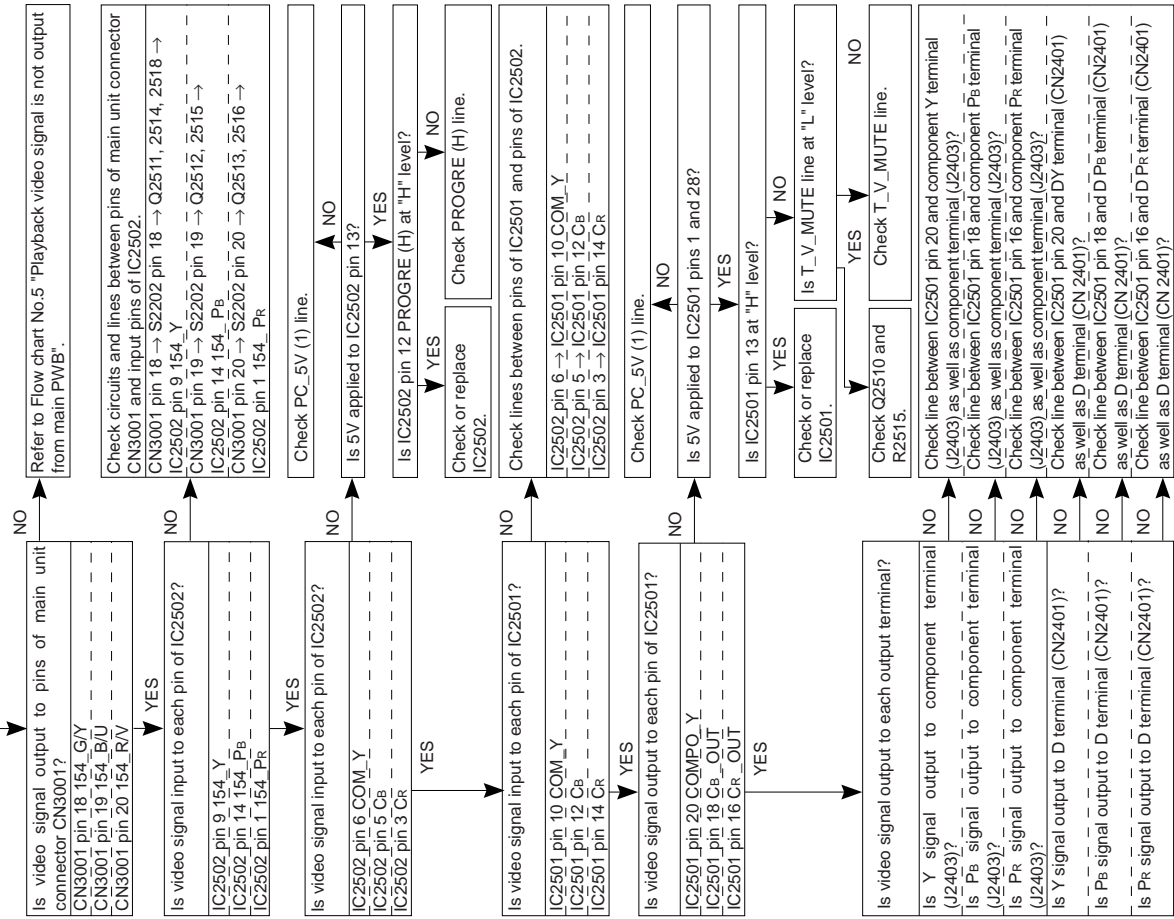 Is video signal output to pins of main unit
connector CN3001?
CN3001 pin 18 154_G/Y
CN3001 pin 19 154_B/U
CN3001 pin 20 154_R/V
NO
Refer to Flow chart No.5 "Playback video signal is not output
from main PWB".
YES
Is video signal input to each pin of IC2502?
IC2502 pin 9 154_Y
IC2502 pin 14 154_PB
IC2502 pin 1 154_PR
NO
Check circuits and lines between pins of main unit connector
CN3001 and input pins of IC2502.
CN3001 pin 18 → S2202 pin 18 → Q2511, 2514, 2518 →
IC2502 pin 9 154_Y
CN3001 pin 19 → S2202 pin 19 → Q2512, 2515 →
IC2502 pin 14 154_PB
CN3001 pin 20 → S2202 pin 20 → Q2513, 2516 →
IC2502 pin 1 154_PR
YES
Is video signal input to each pin of IC2502?
IC2502 pin 6 COM_Y
IC2502 pin 5 CB
IC2502 pin 3 CR
NO
Check PC_5V (1) line.
NO
Is 5V applied to IC2502 pin 13?
YES
Is IC2502 pin 12 PROGRE (H) at "H" level?
YES
NO
Check or replace
IC2502.
Check PROGRE (H)
line.
YES
Is video signal input to each pin of IC2501?
IC2501 pin 10 COM_Y
IC2501 pin 12 CB
IC2501 pin 14 CR
NO
Check lines between pins of IC2501 and pins of IC2502.
IC2502 pin 6 → IC2501 pin 10 COM_Y
IC2502 pin 5 → IC2501 pin 12 CB
IC2502 pin 3 → IC2501 pin 14 CR
YES
Is video signal output to each pin of IC2501?
IC2501 pin 20 COMPO_Y
IC2501 pin 18 CB_OUT
IC2501 pin 16 CR_OUT
NO
Check PC_5V (1) line.
NO
Is 5V applied to IC2501 pins 1 and 28?
YES
Is IC2501 pin 13 at "H" level?
YES
NO
Check or replace
IC2501.
Is T_V_MUTE line at "L" level?
YES
NO
Check Q2510 and
R2515.
Check T_V_MUTE line.
YES
Is video signal output to each output terminal?
Is Y signal output to component terminal
(J2403)?
NO
Check line between IC2501 pin 20 and component Y terminal
(J2403) as well as component terminal (J2403)?
Is PB signal output to component terminal
(J2403)?
NO
Check line between IC2501 pin 18 and component PB terminal
(J2403) as well as component terminal (J2403)?
Is PR signal output to component terminal
(J2403)?
NO
Check line between IC2501 pin 16 and component PR terminal
(J2403) as well as component terminal (J2403)?
Is Y signal output to D terminal (CN2401)?
NO
Check line between IC2501 pin 20 and DY terminal (CN2401)
as well as D terminal (CN 2401)?
Is PB signal output to D terminal (CN2401)?
NO
Check line between IC2501 pin 18 and D PB terminal (CN2401)
as well as D terminal (CN 2401)?
Is PR signal output to D terminal (CN2401)?
NO
Check line between IC2501 pin 16 and D PR terminal (CN2401)
as well as D terminal (CN 2401)?